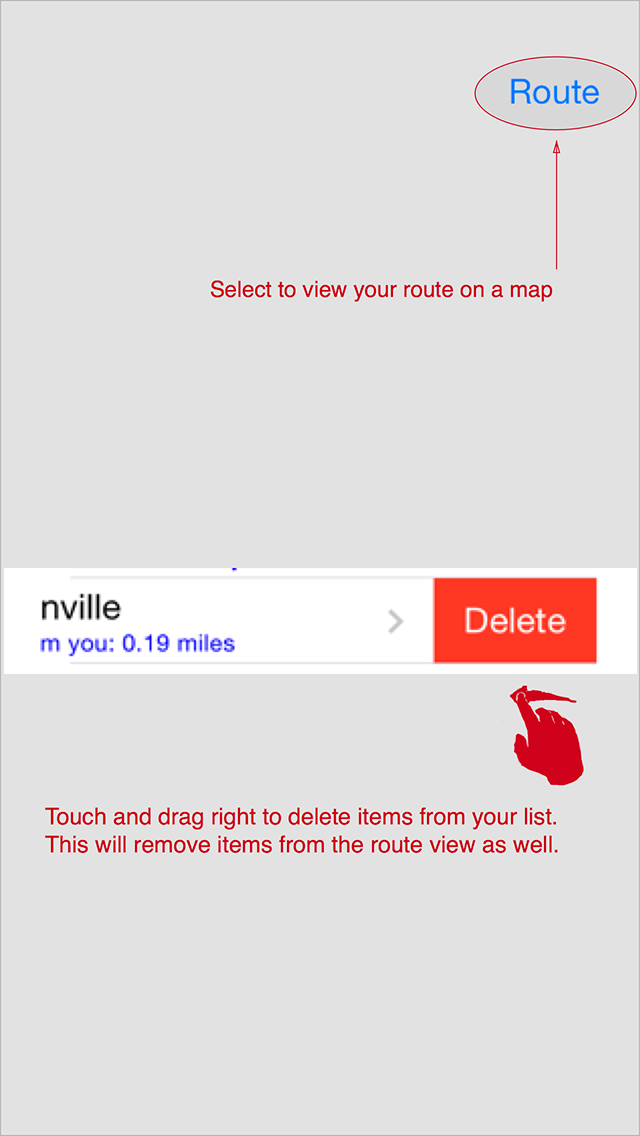 Route
Select to view your route on a map
nville
m you: 0.19 miles
Delete
Touch and drag right to delete items from your list.
This will remove items from the route view as well.